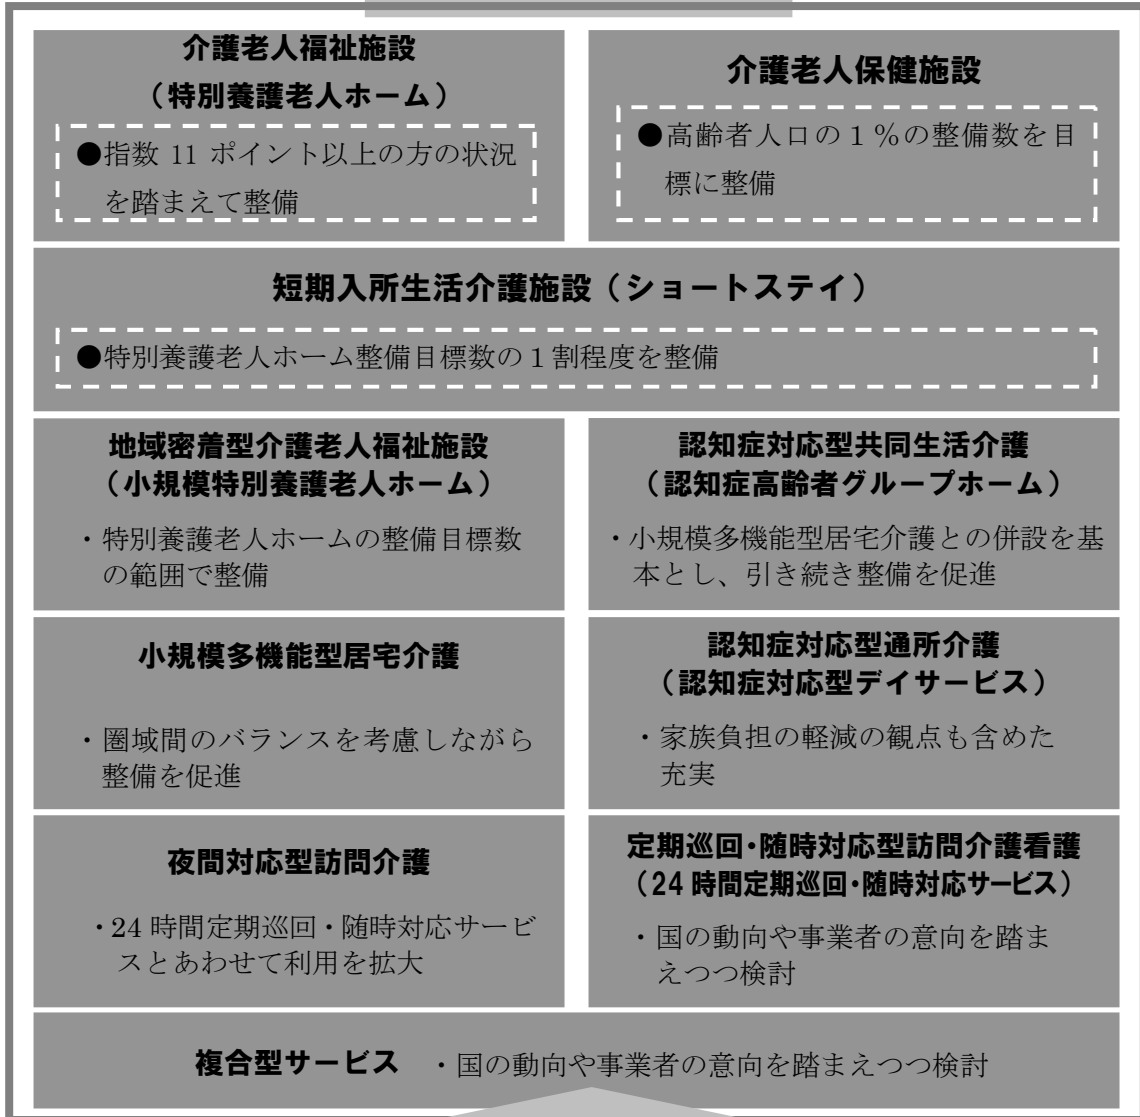 介護老人福祉施設
（特別養護老人ホーム）
●指数 11 ポイント以上の方の状況
を踏まえて整備
介護老人保健施設
●高齢者人口の１％の整備数を目
標に整備
短期入所生活介護施設（ショートステイ）
●特別養護老人ホーム整備目標数の１割程度を整備
地域密着型介護老人福祉施設
（小規模特別養護老人ホーム）
・特別養護老人ホームの整備目標数
の範囲で整備
認知症対応型共同生活介護
（認知症高齢者グループホーム）
・小規模多機能型居宅介護との併設を基
本とし、引き続き整備を促進
小規模多機能型居宅介護
・圏域間のバランスを考慮しながら
整備を促進
認知症対応型通所介護
（認知症対応型デイサービス）
・家族負担の軽減の観点も含めた
充実
夜間対応型訪問介護
・24 時間定期巡回・随時対応サービ
スとあわせて利用を拡大
定期巡回・随時対応型訪問介護看護
（24 時間定期巡回・随時対応サービス）
・国の動向や事業者の意向を踏ま
えつつ検討
複合型サービス ・国の動向や事業者の意向を踏まえつつ検討